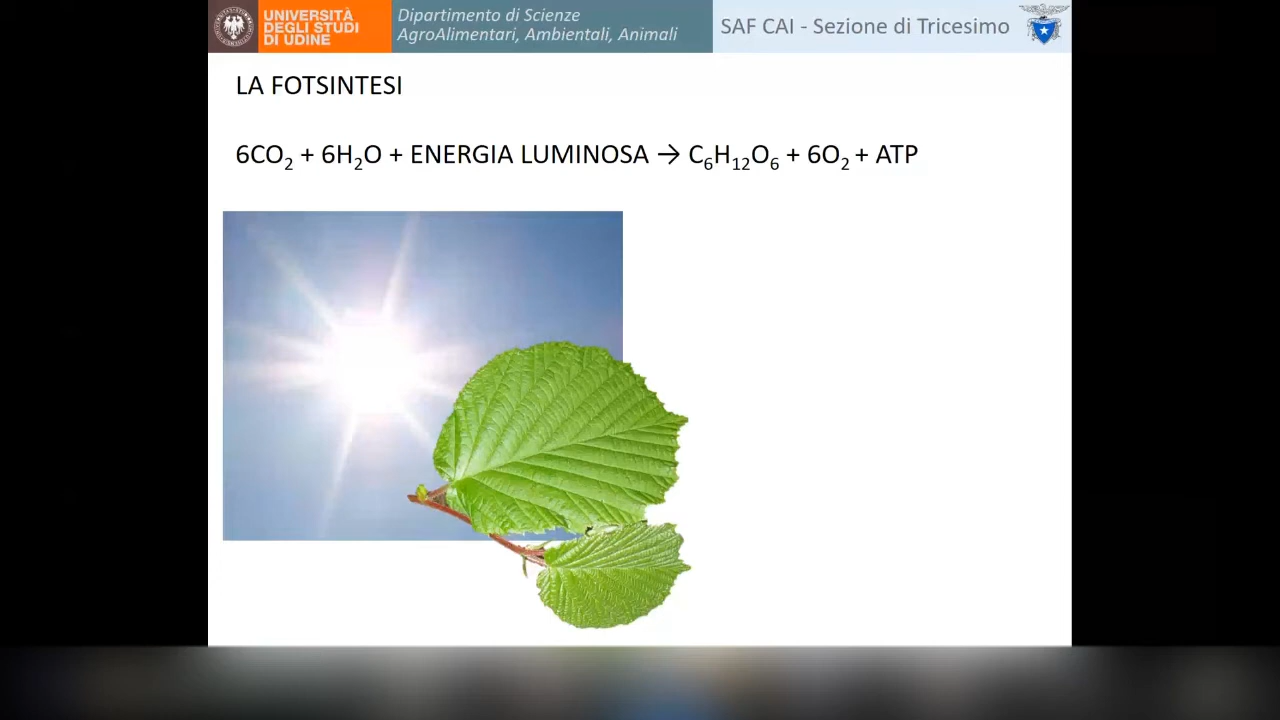 UNIVERSITÀ
DEGLI STUDI
DI UDINE
Dipartimento di Scienze
AgroAlimentari, Ambientali, Animali
SAF CAI - Sezione di Tricesimo
LA FOTSINTESI
6CO₂ + 6H₂O + ENERGIA LUMINOSA → C₆H₁₂O₆ + 6O₂ + ATP